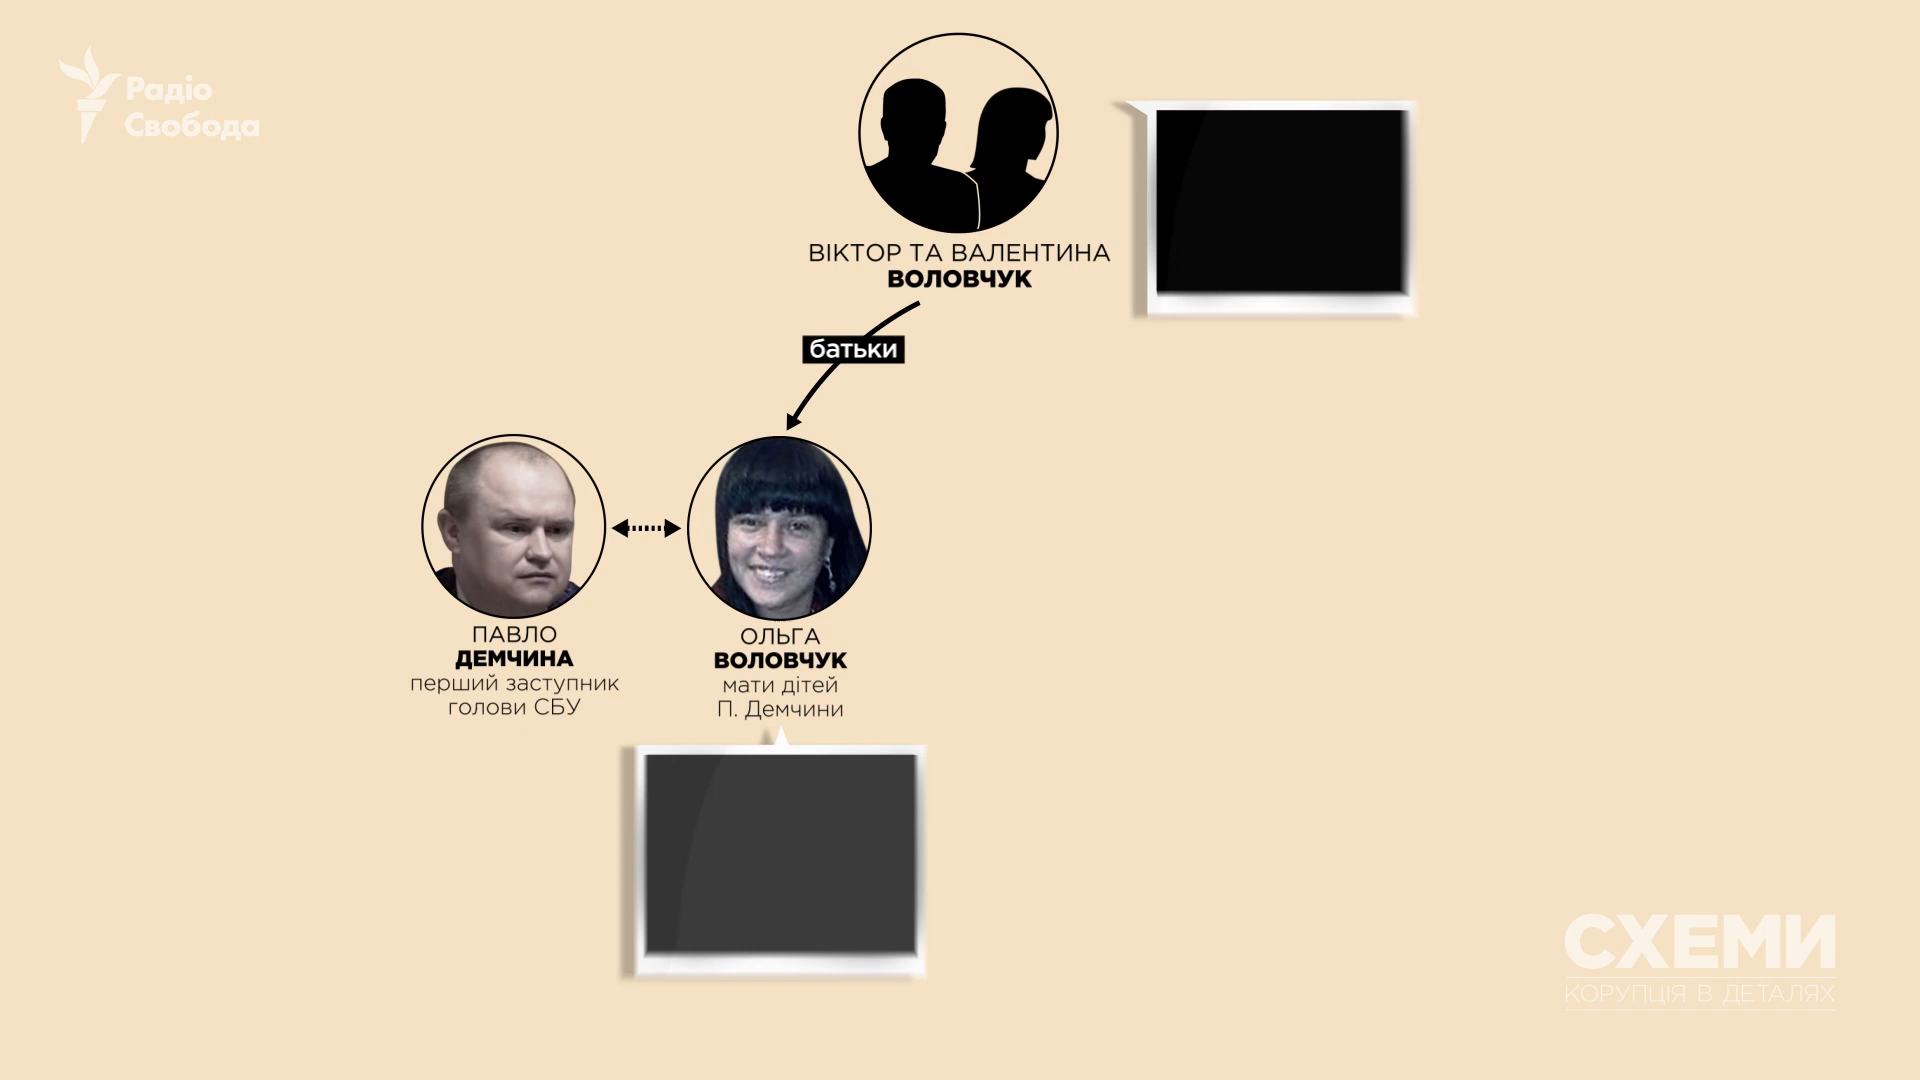 Радіо
Свобода
ВІКТОР ТА ВАЛЕНТИНА
ВОЛОВЧУК
батьки
ПАВЛО
ДЕМЧИНА
перший заступник
голови СБУ
ОЛЬГА
ВОЛОВЧУК
мати дітей
П. Демчини
СХЕМИ
КОРУПЦІЯ В ДЕТАЛЯХ